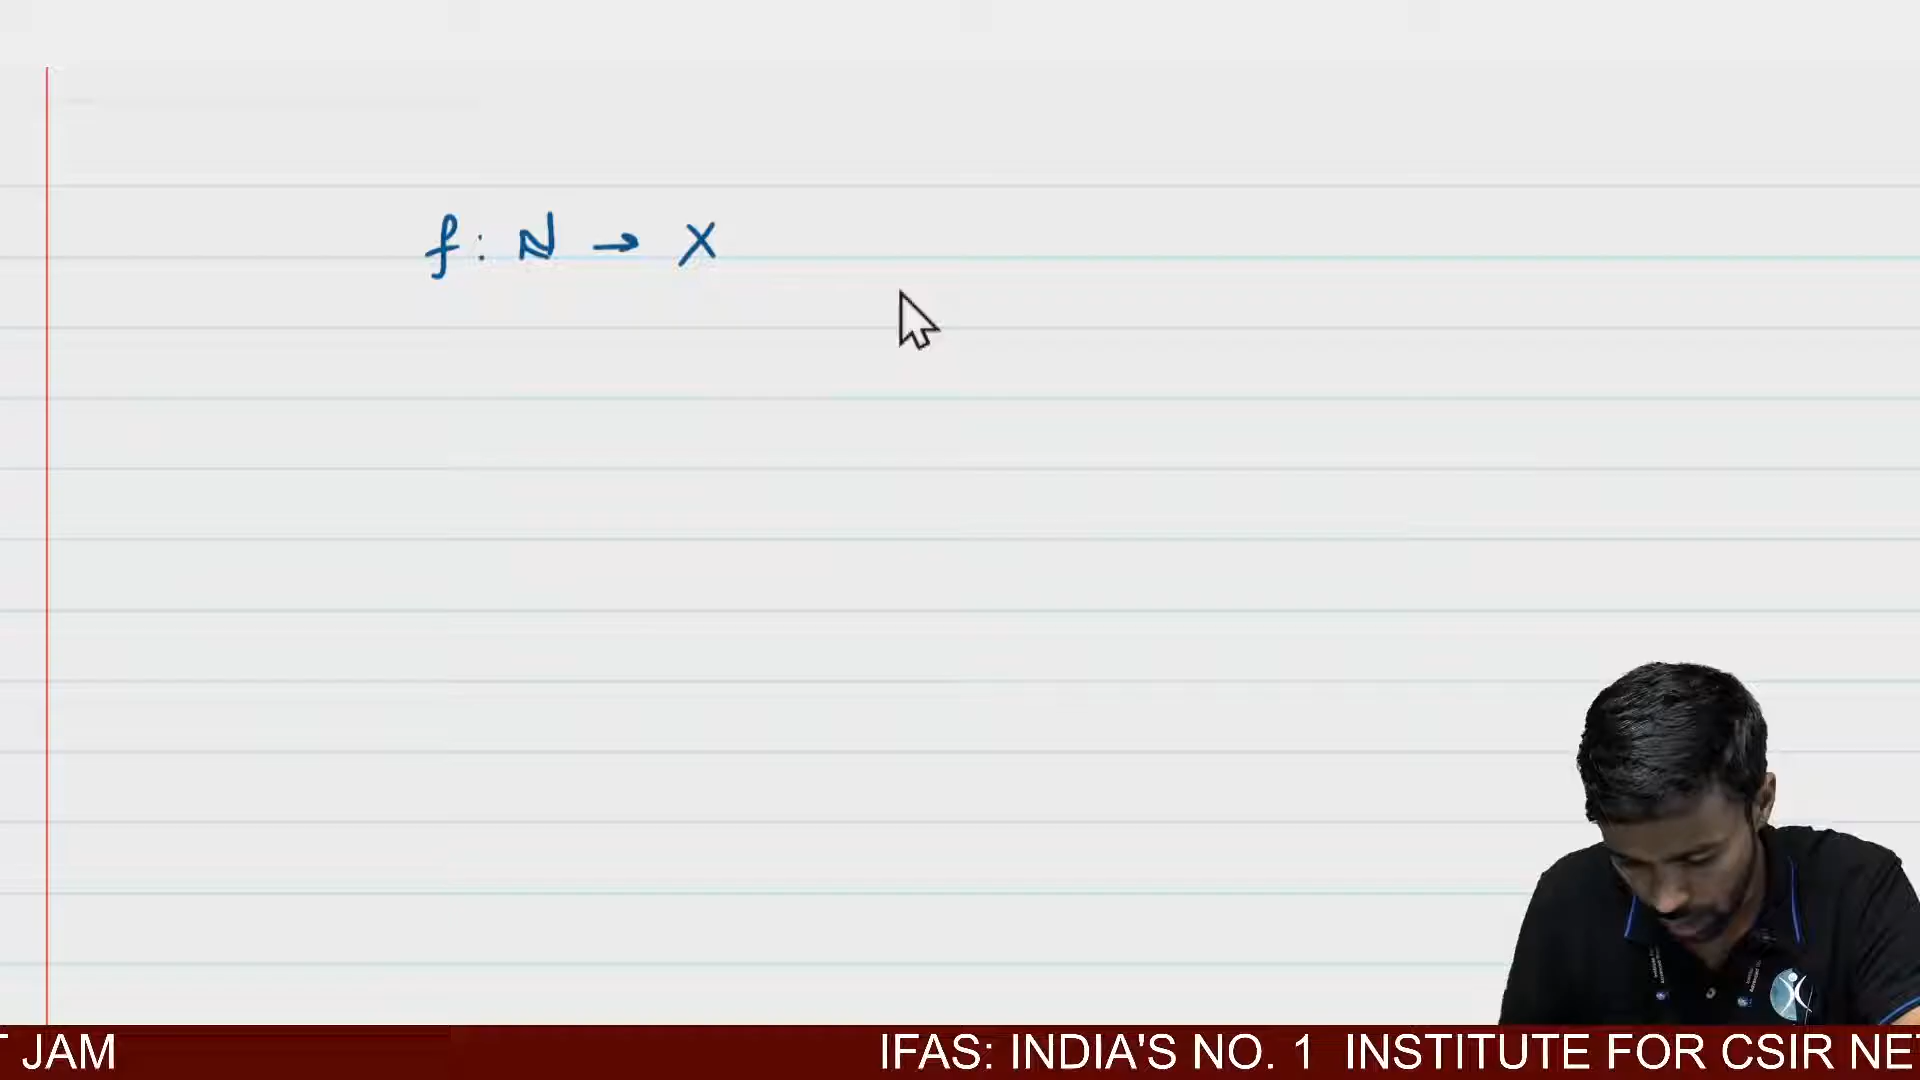 f : ℕ → X
T JAM IFAS: INDIA'S NO. 1 INSTITUTE FOR CSIR NE